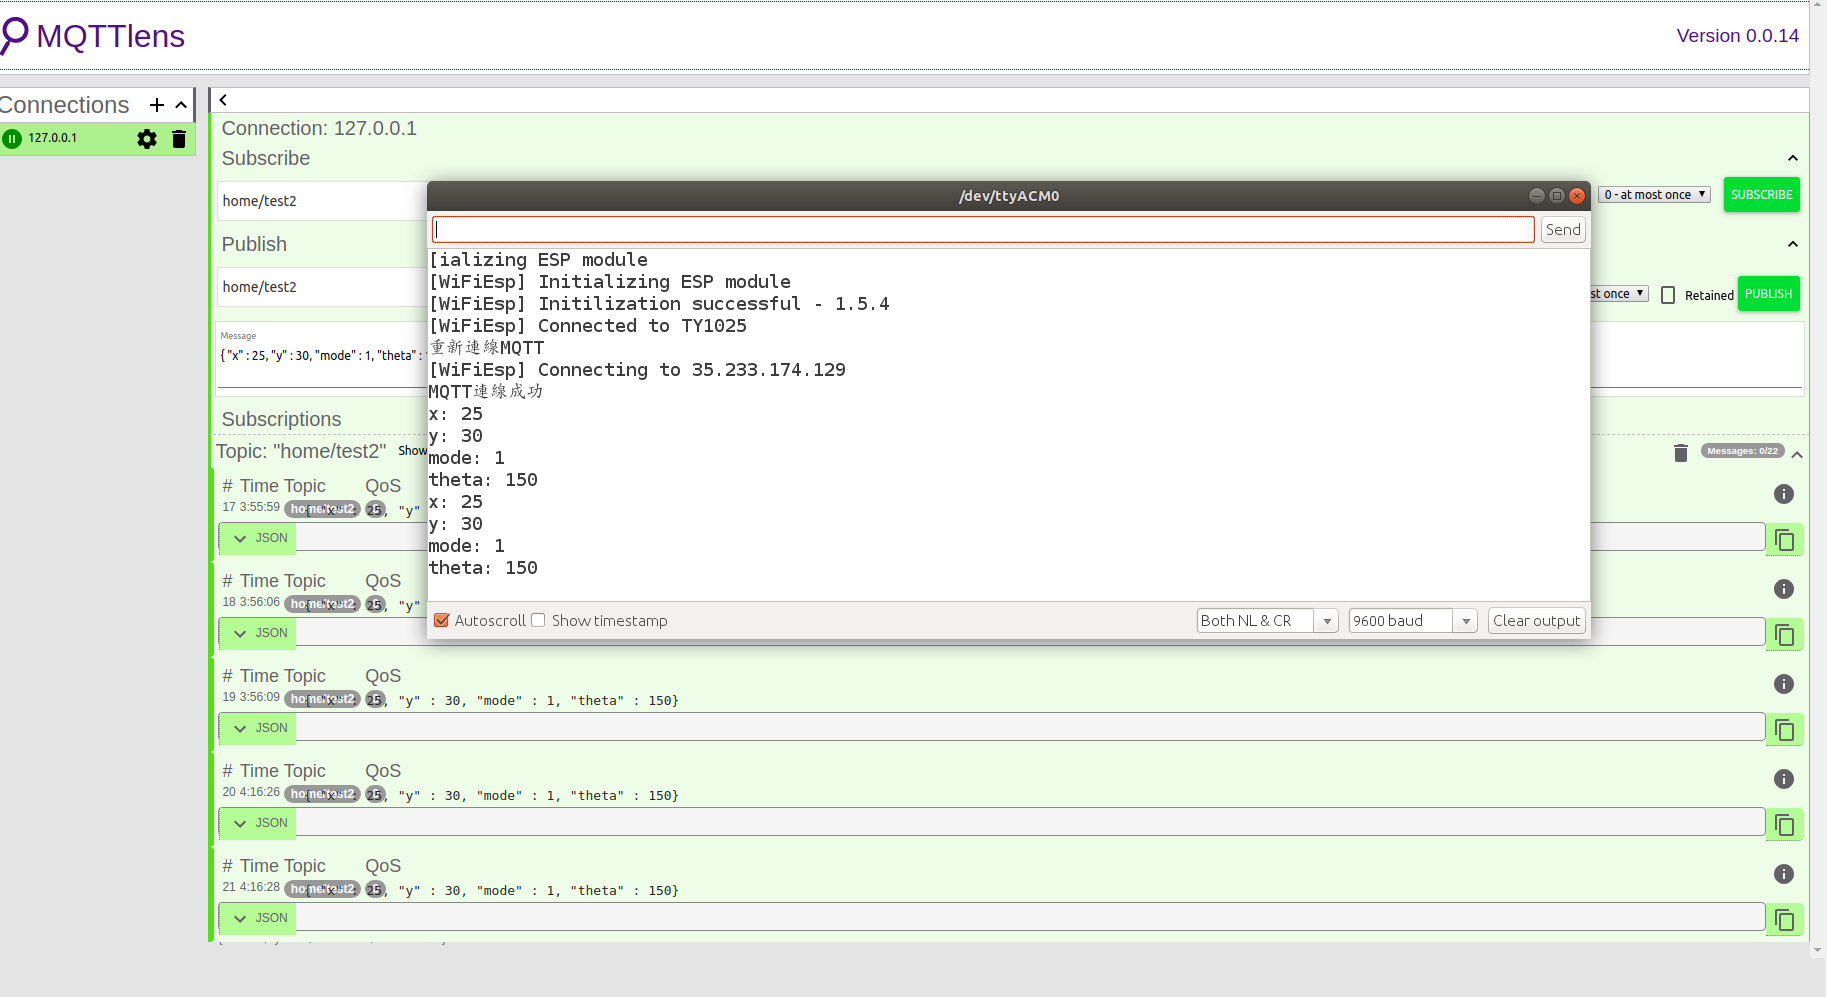 MQTTlens
Version 0.0.14
Connections
127.0.0.1
Connection: 127.0.0.1
Subscribe
home/test2
0 - at most once
SUBSCRIBE
Publish
home/test2
st once
Retained
PUBLISH
Message
{ "x" : 25, "y" : 30, "mode" : 1, "theta" :
Subscriptions
Topic: "home/test2"
Show
Messages: 0/22
/dev/ttyACM0
Send
[ializing ESP module
[WiFiEsp] Initializing ESP module
[WiFiEsp] Initilization successful - 1.5.4
[WiFiEsp] Connected to TY1025
重新連線MQTT
[WiFiEsp] Connecting to 35.233.174.129
MQTT連線成功
x: 25
y: 30
mode: 1
theta: 150
x: 25
y: 30
mode: 1
theta: 150
Autoscroll
Show timestamp
Both NL & CR
9600 baud
Clear output
# Time Topic QoS
17 3:55:59 home/test2 { "x" : 25, "y"
JSON
# Time Topic QoS
18 3:56:06 home/test2 { "x" : 25, "y"
JSON
# Time Topic QoS
19 3:56:09 home/test2 { "x" : 25, "y" : 30, "mode" : 1, "theta" : 150}
JSON
# Time Topic QoS
20 4:16:26 home/test2 { "x" : 25, "y" : 30, "mode" : 1, "theta" : 150}
JSON
# Time Topic QoS
21 4:16:28 home/test2 { "x" : 25, "y" : 30, "mode" : 1, "theta" : 150}
JSON